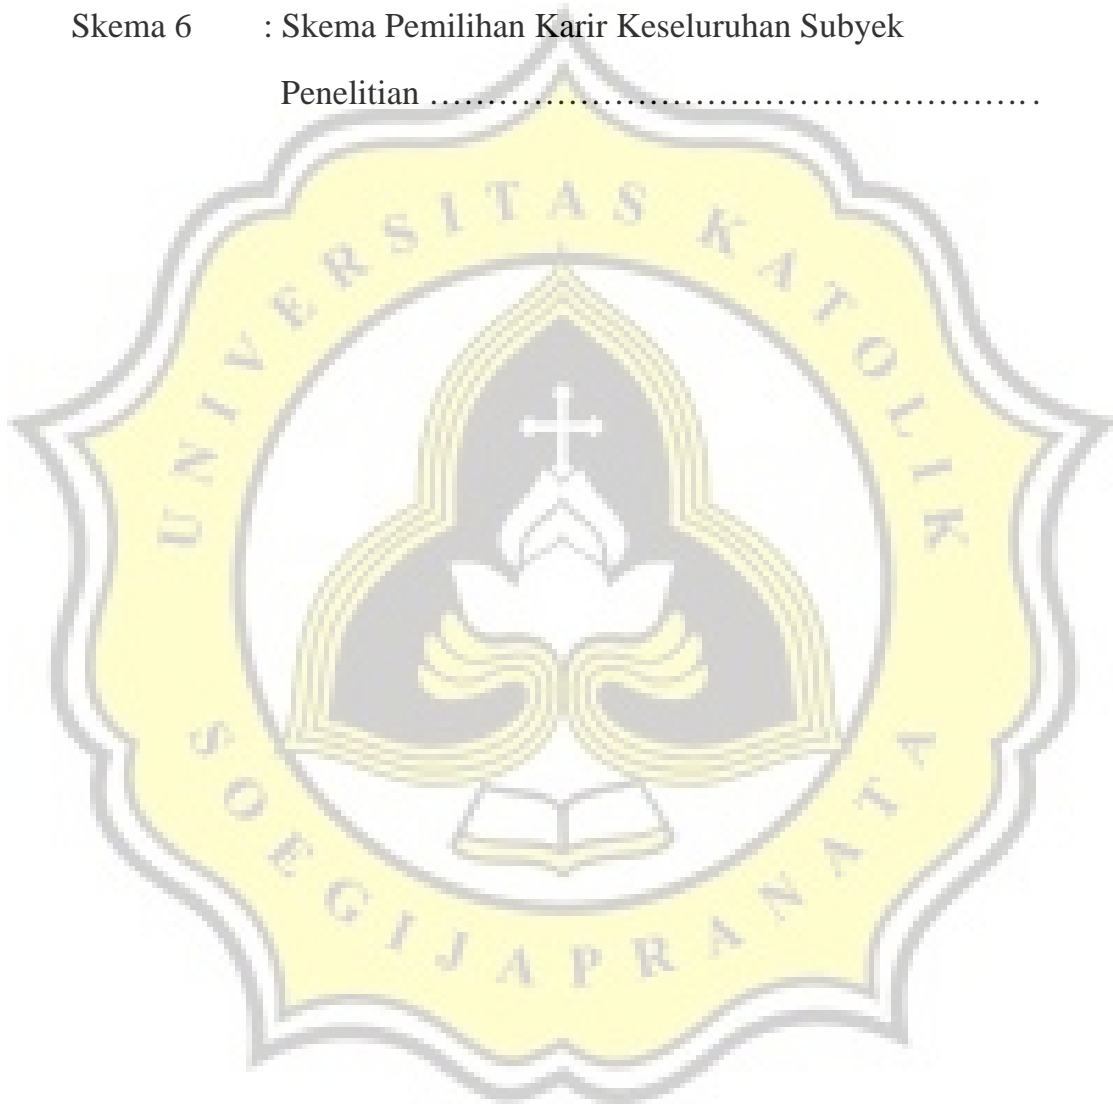 Skema 6 : Skema Pemilihan Karir Keseluruhan Subyek
Penelitian ……………………………………………
UNIVERSITAS KATOLIK
SOEGIJAPRANATA